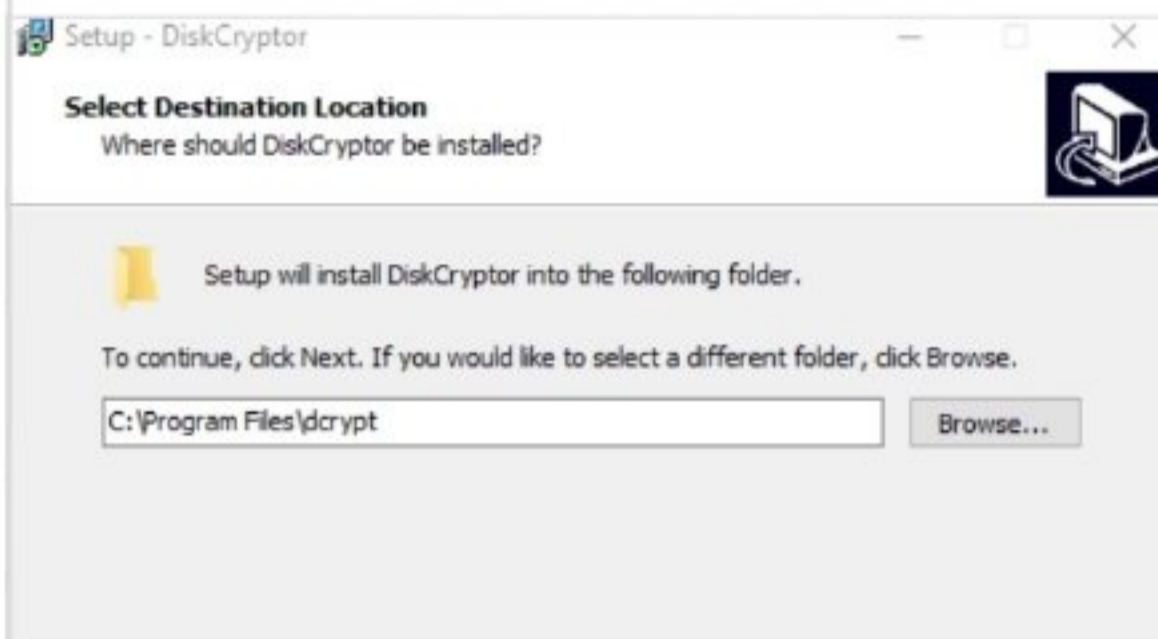 Setup - DiskCryptor
Select Destination Location
Where should DiskCryptor be installed?
Setup will install DiskCryptor into the following folder.
To continue, click Next. If you would like to select a different folder, click Browse.
C:\Program Files\dcrypt
Browse...